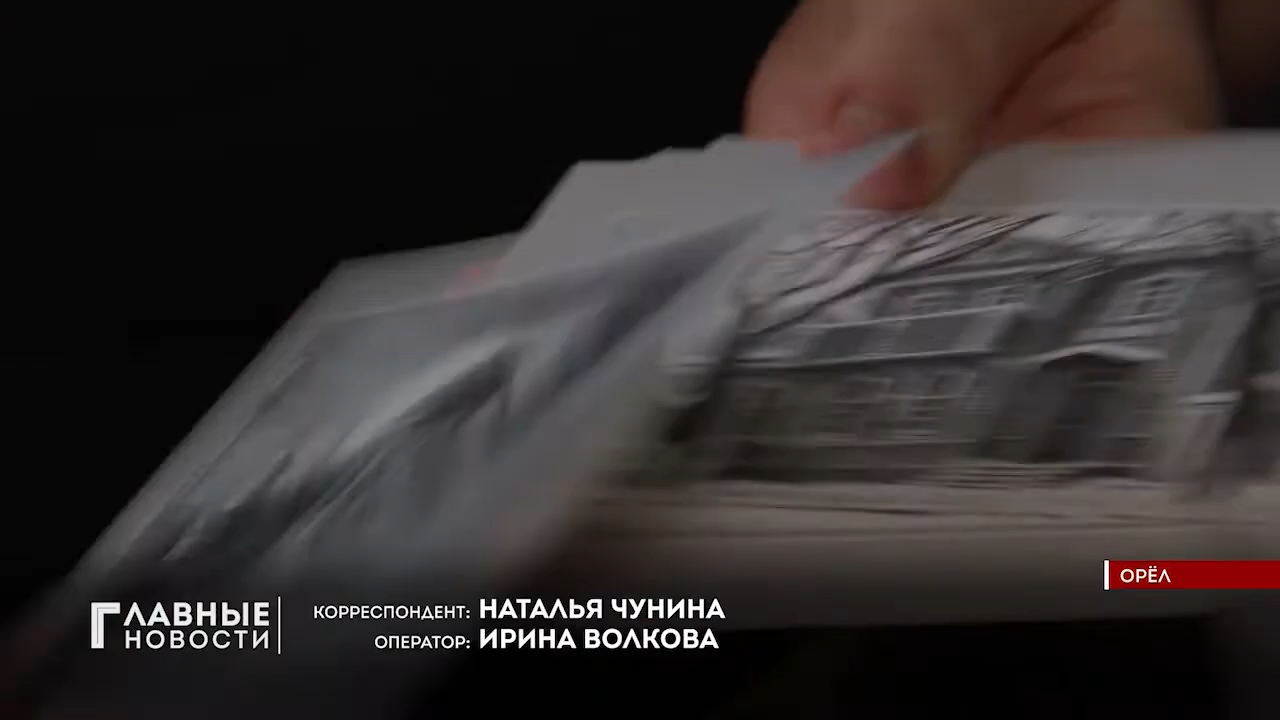 ОРЁЛ
ГЛАВНЫЕ
НОВОСТИ
КОРРЕСПОНДЕНТ: НАТАЛЬЯ ЧУНИНА
ОПЕРАТОР: ИРИНА ВОЛКОВА